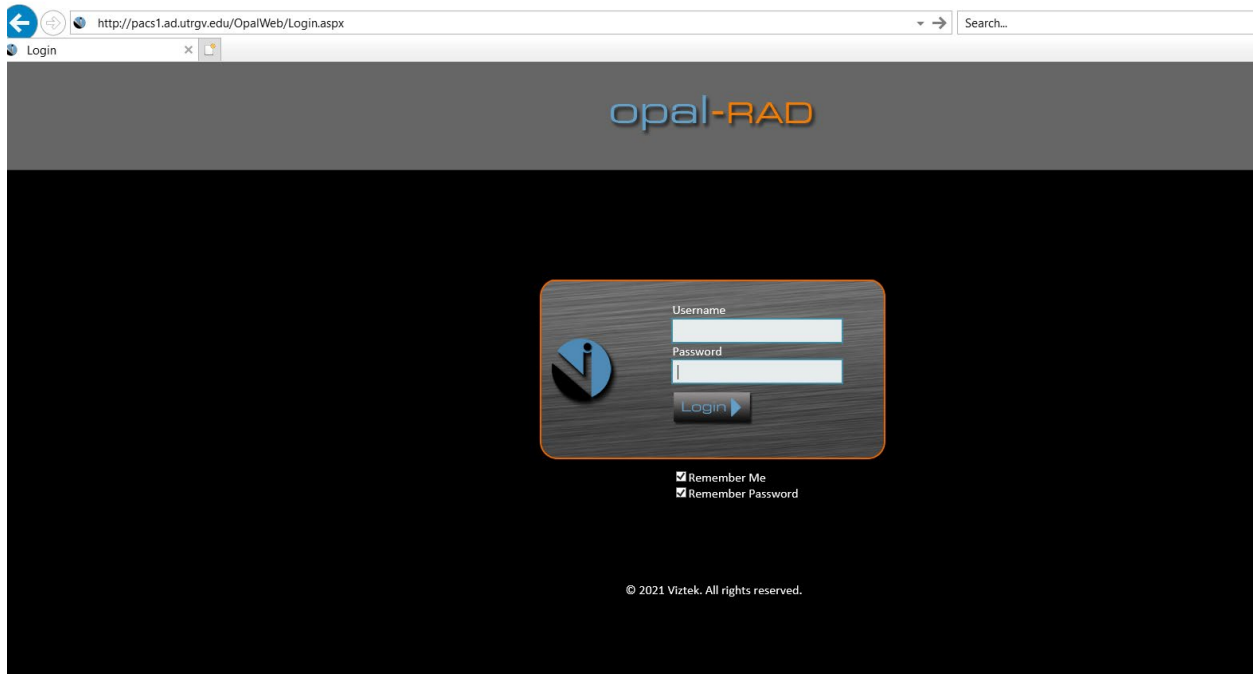 http://pacs1.ad.utrgv.edu/OpalWeb/Login.aspx
Search...
Login
opal-RAD
Username
Password
Login
Remember Me
Remember Password
© 2021 Viztek. All rights reserved.